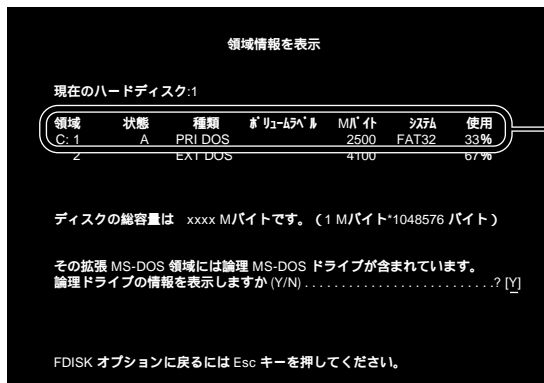 領域情報を表示
現在のハードディスク:1
領域 状態 種類 ボリュームラベル Mバイト システム 使用
C: 1 A PRI DOS 2500 FAT32 33%
2 EXT DOS 4100 67%
ディスクの総容量は xxxx Mバイトです。(1 Mバイト*1048576 バイト)
その拡張 MS-DOS 領域には論理 MS-DOS ドライブが含まれています。
論理ドライブの情報を表示しますか (Y/N) . . . . . . . . . . . . . . . . . . . . . . . . . . .? [Y]
FDISK オプションに戻るには Esc キーを押してください。